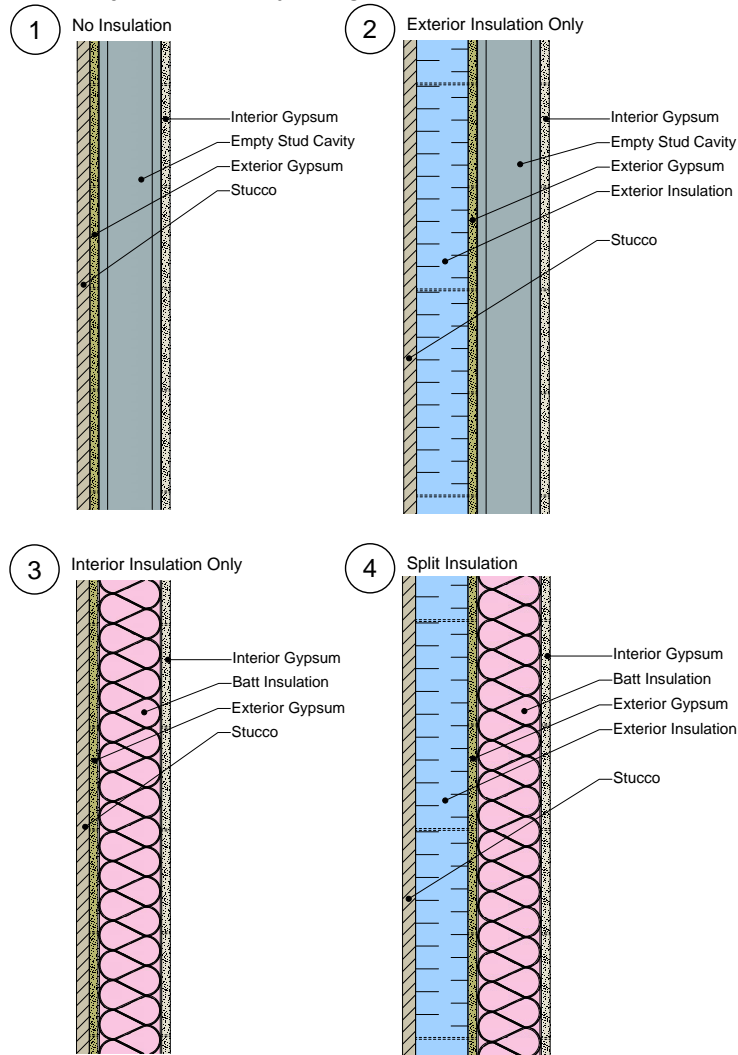 1
No Insulation
Interior Gypsum
Empty Stud Cavity
Exterior Gypsum
Stucco
2
Exterior Insulation Only
Interior Gypsum
Empty Stud Cavity
Exterior Gypsum
Exterior Insulation
Stucco
3
Interior Insulation Only
Interior Gypsum
Batt Insulation
Exterior Gypsum
Stucco
4
Split Insulation
Interior Gypsum
Batt Insulation
Exterior Gypsum
Exterior Insulation
Stucco